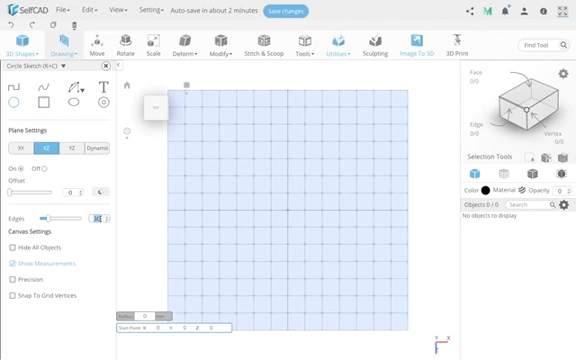 SelfCAD
File
Edit
View
Setting
Auto-save in about 2 minutes
Save changes
3D Shapes
Drawing
Move
Rotate
Scale
Deform
Modify
Stitch & Scoop
Tools
Utilities
Sculpting
Image To 3D
3D Print
Find Tool
Circle Sketch (K+C)
T
Plane Settings
XY
XZ
YZ
Dynamic
On
Off
Offset
0
Edges
Canvas Settings
Hide All Objects
Show Measurements
Precision
Snap To Grid Vertices
Radius
0
mm
Start Point
X
0
Y
0
Z
0
Y
X
Face
0/0
Edge
0/0
Vertex
0/0
Selection Tools
Color
Material
Opacity
0
Objects 0 / 0
Search
No objects to display